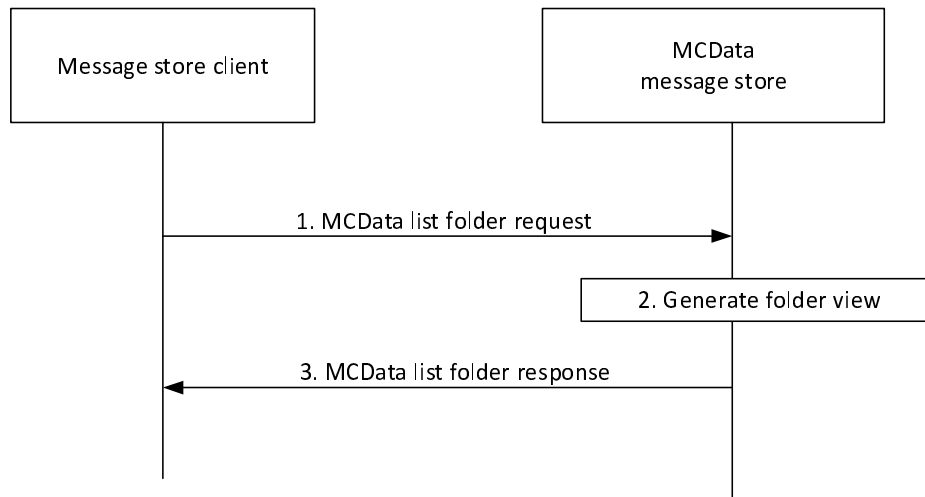 Message store client
MCData
message store
1. MCData list folder request
2. Generate folder view
3. MCData list folder response